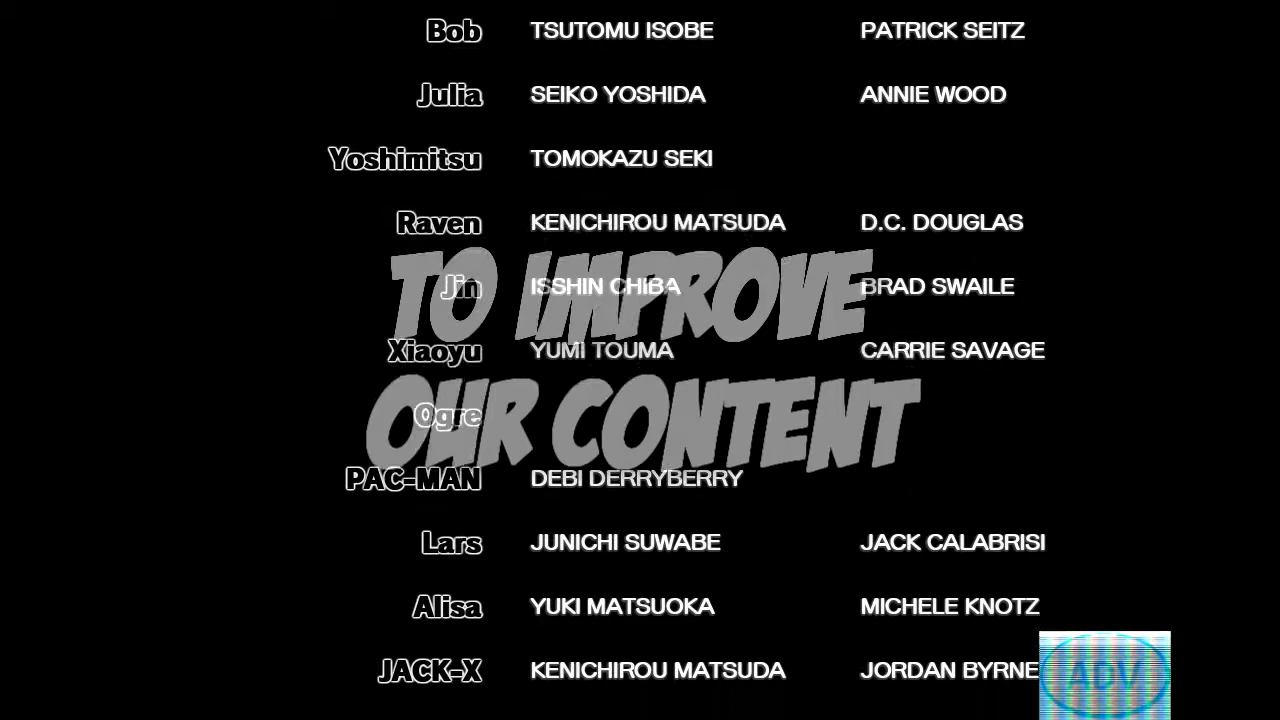 Bob TSUTOMU ISOBE PATRICK SEITZ
Julia SEIKO YOSHIDA ANNIE WOOD
Yoshimitsu TOMOKAZU SEKI
Raven KENICHIROU MATSUDA D.C. DOUGLAS
TO IMPROVE
Jin ISSHIN CHIBA BRAD SWAILE
Xiaoyu YUMI TOUMA CARRIE SAVAGE
OUR CONTENT
Ogre
PAC-MAN DEBI DERRYBERRY
Lars JUNICHI SUWABE JACK CALABRISI
Alisa YUKI MATSUOKA MICHELE KNOTZ
JACK-X KENICHIROU MATSUDA JORDAN BYRNE
AOV